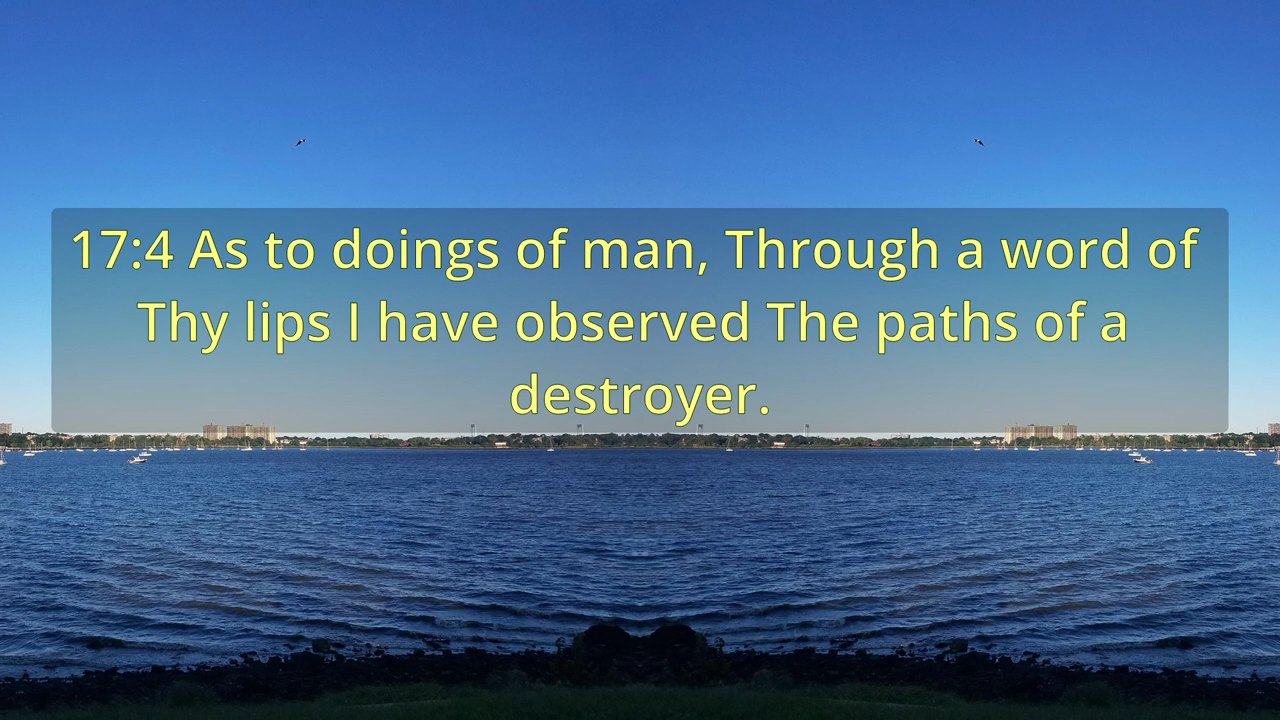 17:4 As to doings of man, Through a word of
Thy lips I have observed The paths of a
destroyer.